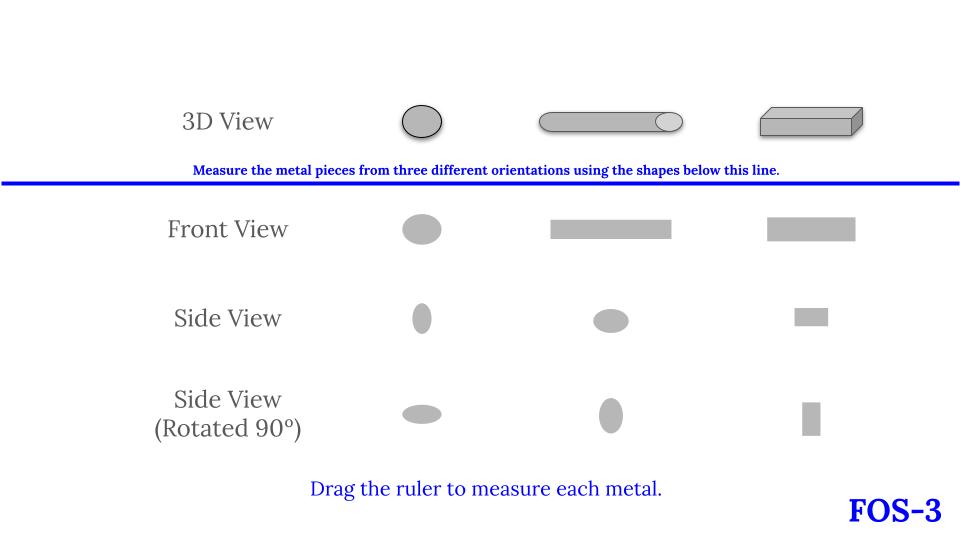 3D View
Measure the metal pieces from three different orientations using the shapes below this line.
Front View
Side View
Side View
(Rotated 90º)
Drag the ruler to measure each metal.
FOS-3